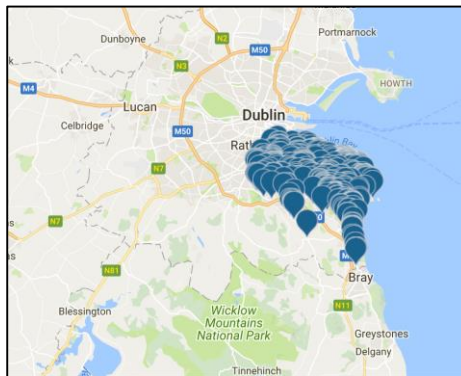 Dunboyne
N2
Portmarnock
N3
M50
M4
HOWTH
Lucan
Dublin
Celbridge
M50
N7
N7
N81
Bray
Blessington
N11
Wicklow
Mountains
National Park
Greystones
Delgany
Tinnehinch